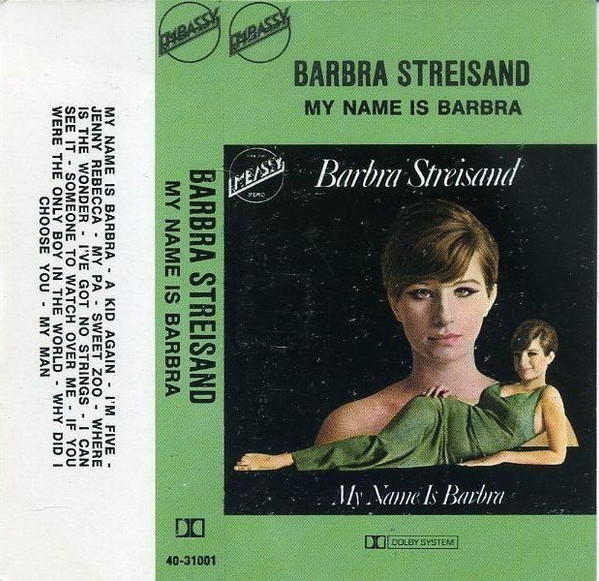 MY NAME IS BARBRA - A KID AGAIN - I'M FIVE -
JENNY REBECCA - MY PA - SWEET ZOO - WHERE
IS THE WONDER - I'VE GOT NO STRINGS - I CAN
SEE IT - SOMEONE TO WATCH OVER ME - IF YOU
WERE THE ONLY BOY IN THE WORLD - WHY DID I
CHOOSE YOU - MY MAN
EMBASSY
BARBRA STREISAND
MY NAME IS BARBRA
40-31001
EMBASSY
BARBRA STREISAND
MY NAME IS BARBRA
EMBASSY
STEREO
Barbra Streisand
My Name Is Barbra
DOLBY SYSTEM